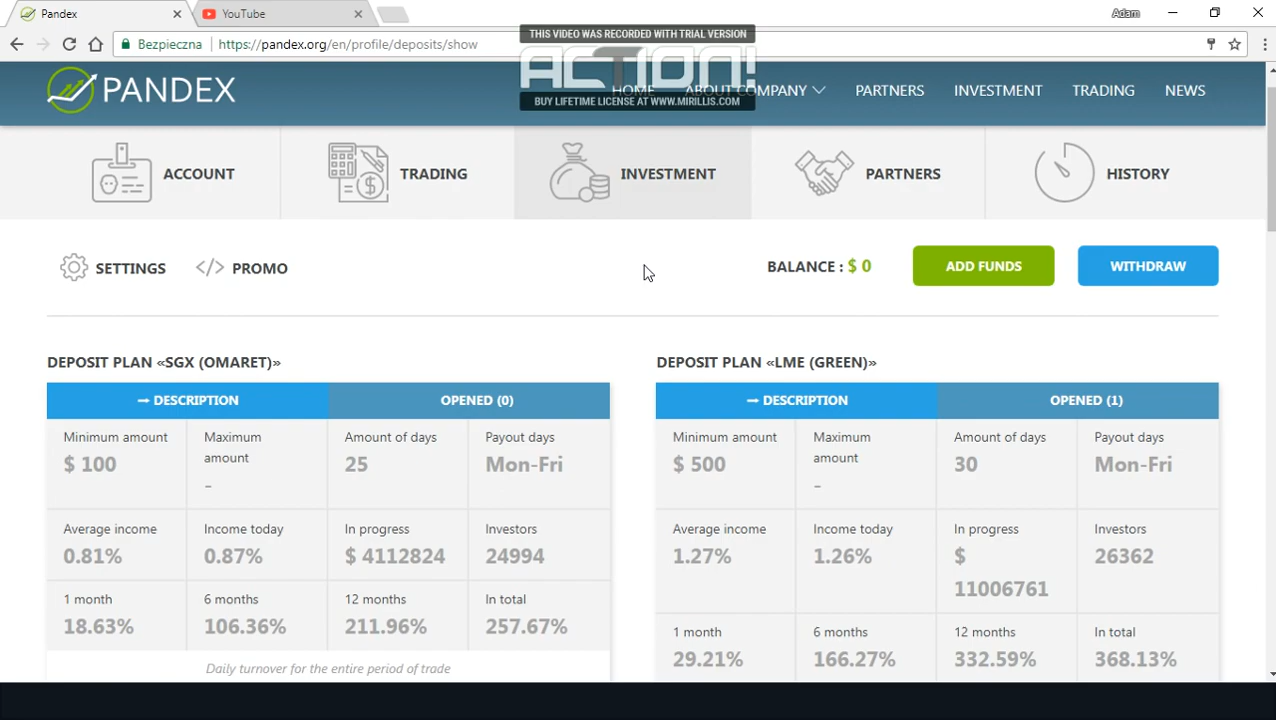 Pandex
YouTube
Adam
Bezpieczna
https://pandex.org/en/profile/deposits/show
THIS VIDEO WAS RECORDED WITH TRIAL VERSION
ACTION!
BUY LIFETIME LICENSE AT WWW.MIRILLIS.COM
PANDEX
HOME
ABOUT COMPANY
PARTNERS
INVESTMENT
TRADING
NEWS
ACCOUNT
TRADING
INVESTMENT
PARTNERS
HISTORY
SETTINGS
</> PROMO
BALANCE : $ 0
ADD FUNDS
WITHDRAW
DEPOSIT PLAN «SGX (OMARET)»
→ DESCRIPTION
OPENED (0)
Minimum amount
$ 100
Maximum
amount
-
Amount of days
25
Payout days
Mon-Fri
Average income
0.81%
Income today
0.87%
In progress
$ 4112824
Investors
24994
1 month
18.63%
6 months
106.36%
12 months
211.96%
In total
257.67%
Daily turnover for the entire period of trade
DEPOSIT PLAN «LME (GREEN)»
→ DESCRIPTION
OPENED (1)
Minimum amount
$ 500
Maximum
amount
-
Amount of days
30
Payout days
Mon-Fri
Average income
1.27%
Income today
1.26%
In progress
$
11006761
Investors
26362
1 month
29.21%
6 months
166.27%
12 months
332.59%
In total
368.13%